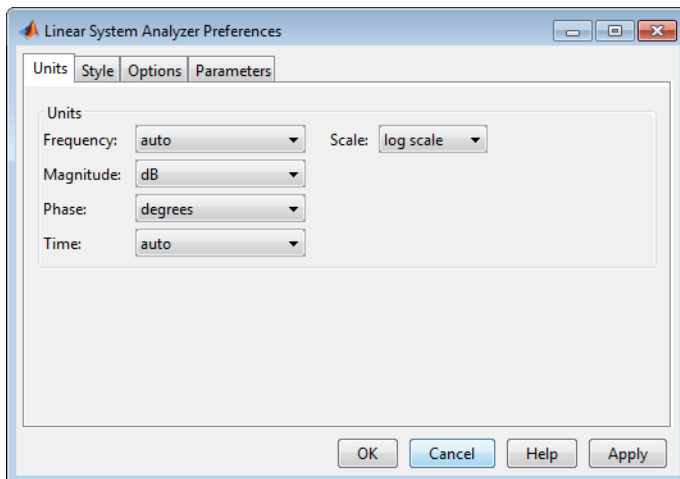 Linear System Analyzer Preferences
Units Style Options Parameters
Units
Frequency: auto Scale: log scale
Magnitude: dB
Phase: degrees
Time: auto
OK Cancel Help Apply